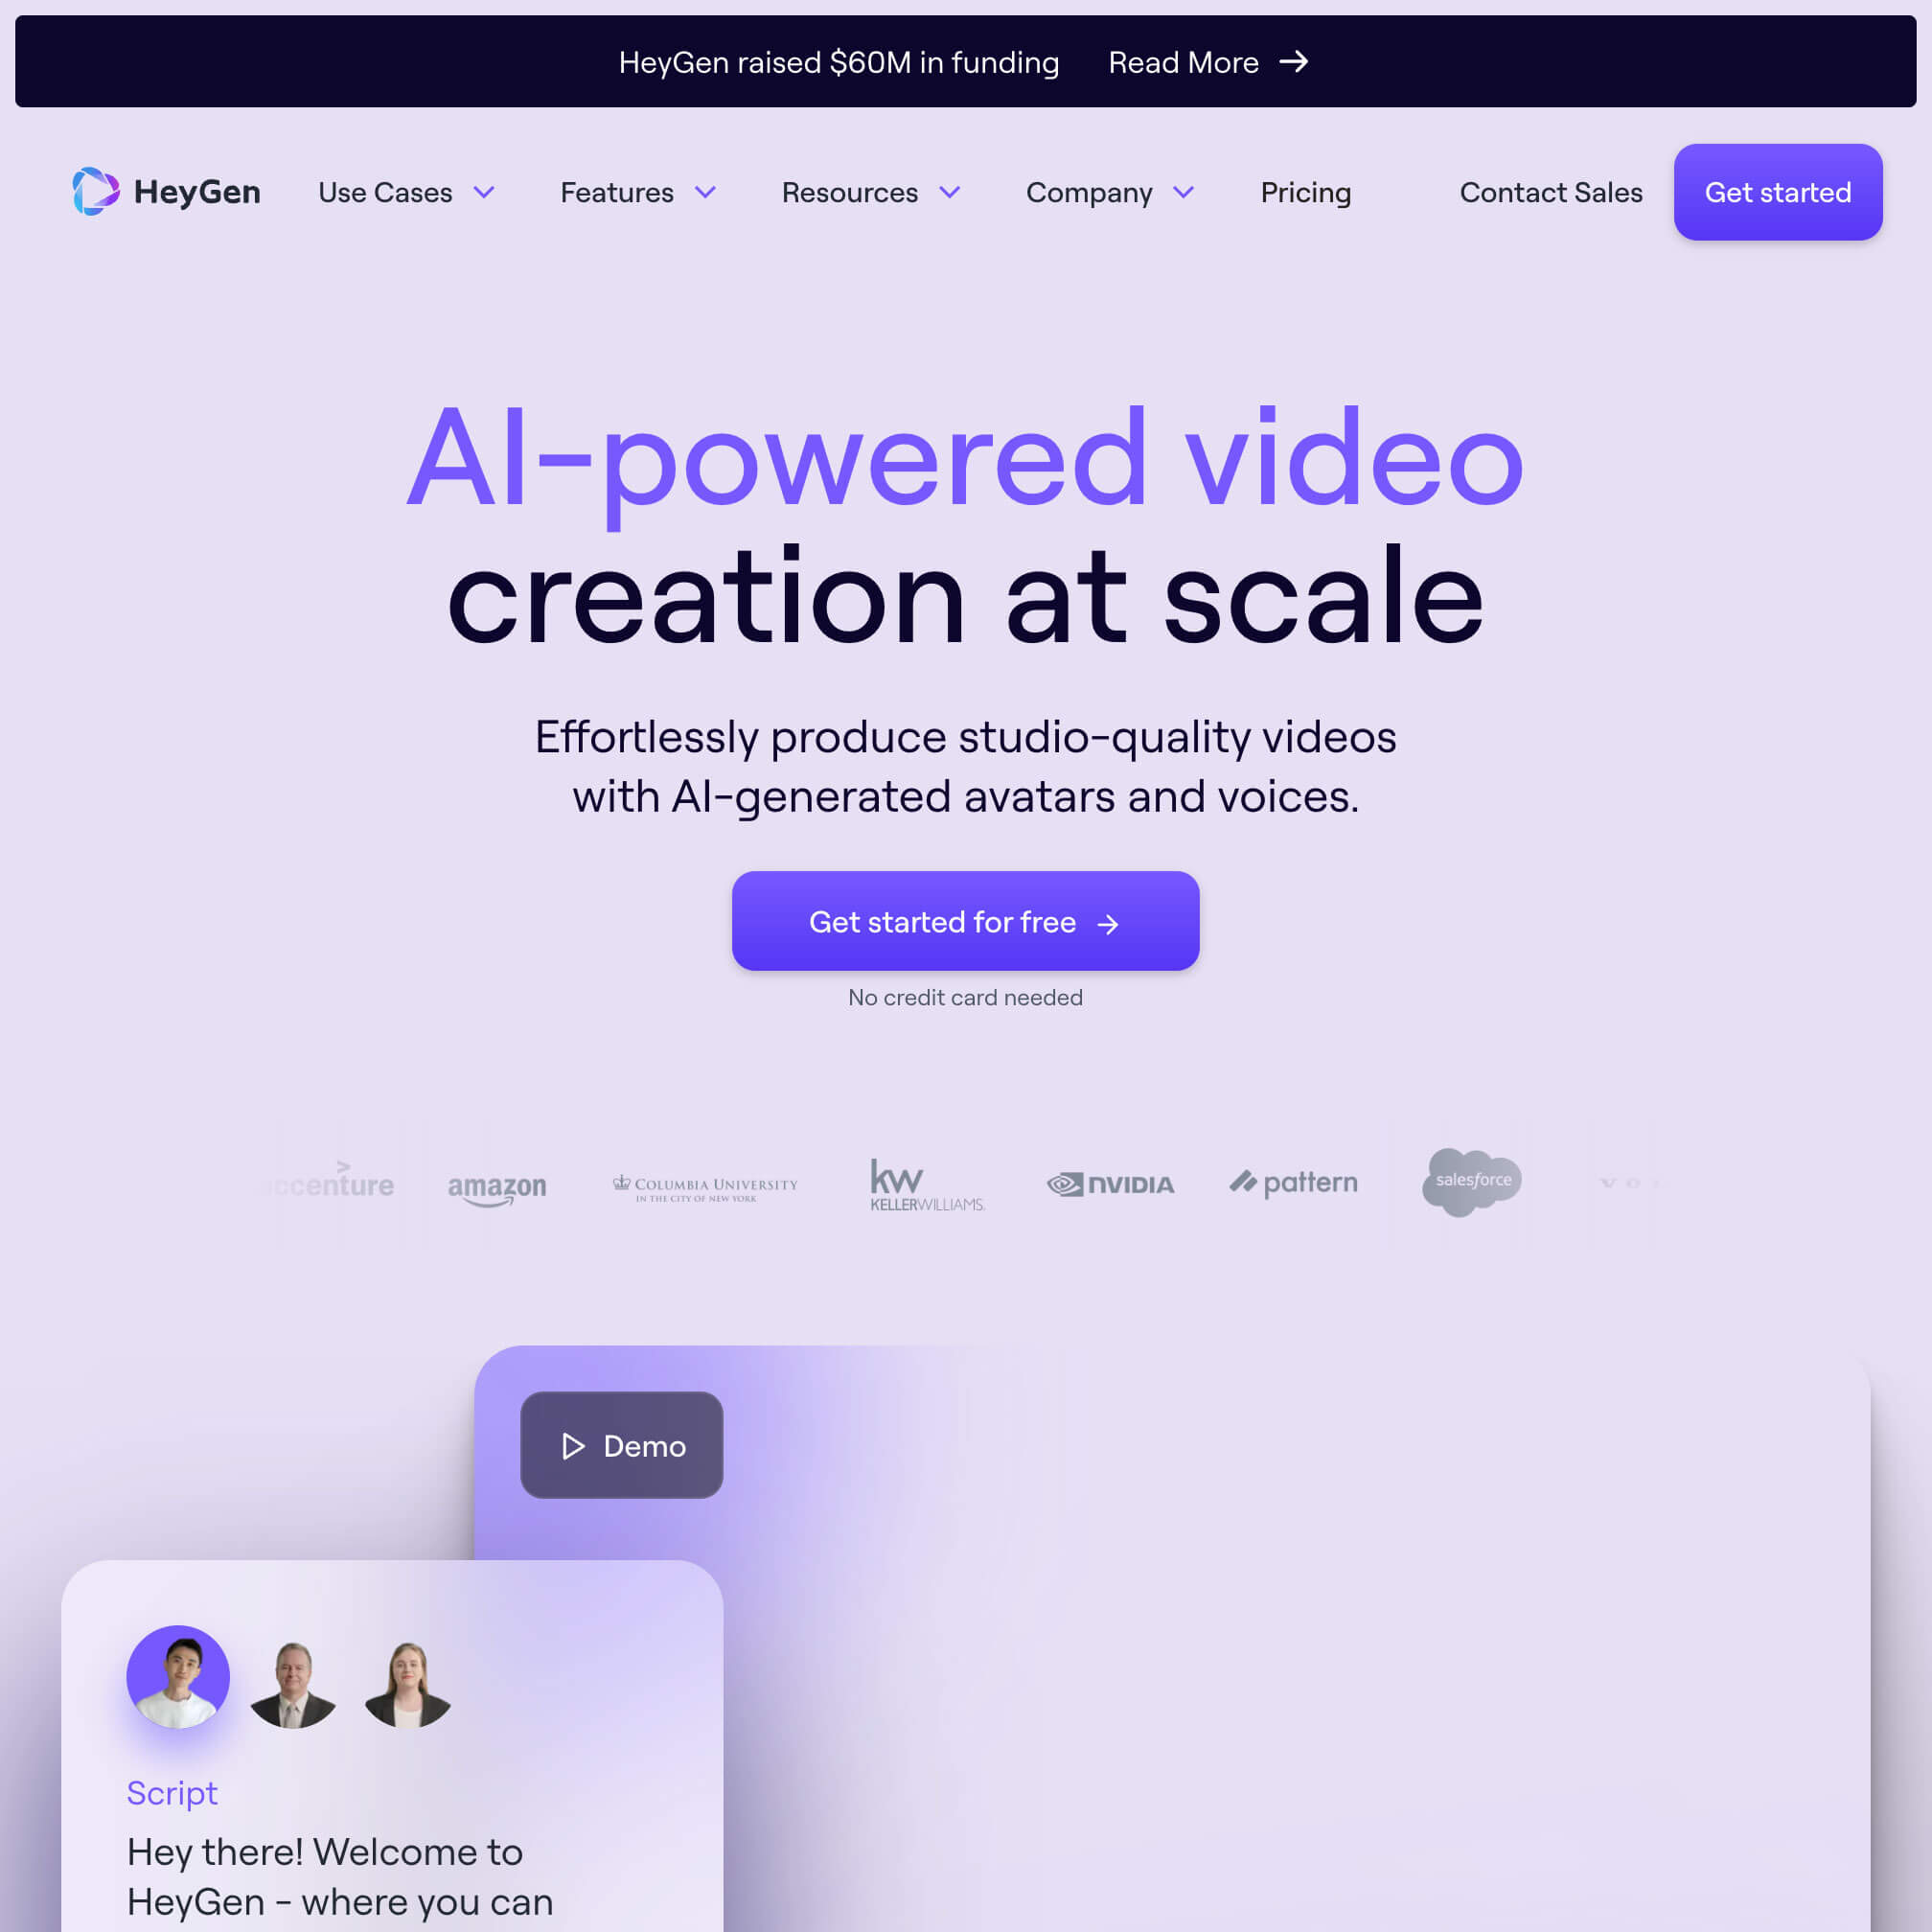 HeyGen raised $60M in funding Read More
HeyGen Use Cases Features Resources Company Pricing Contact Sales Get started
AI-powered video
creation at scale
Effortlessly produce studio-quality videos
with AI-generated avatars and voices.
Get started for free
No credit card needed
accenture amazon COLUMBIA UNIVERSITY IN THE CITY OF NEW YORK kw KELLERWILLIAMS. NVIDIA pattern salesforce
Demo
Script
Hey there! Welcome to
HeyGen - where you can